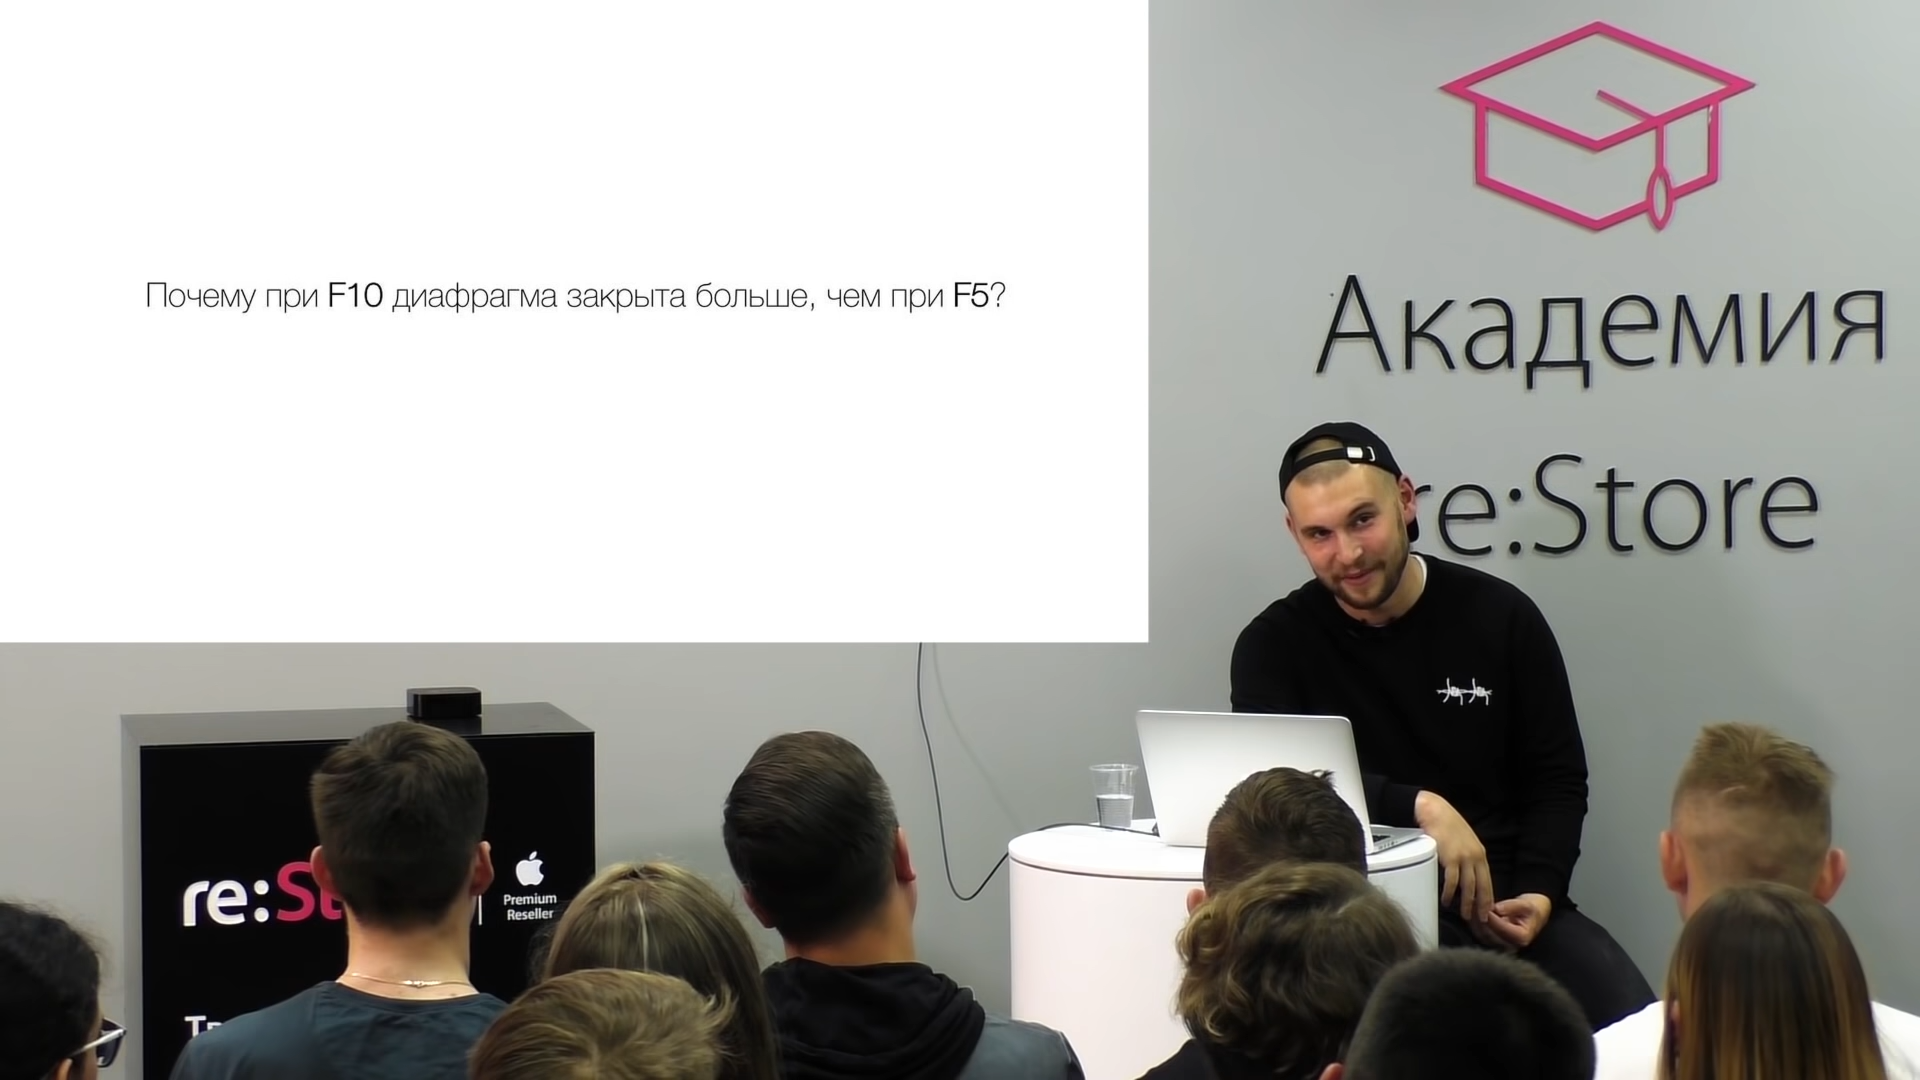 Почему при F10 диафрагма закрыта больше, чем при F5?
Академия
re:Store
re:St
Premium
Reseller